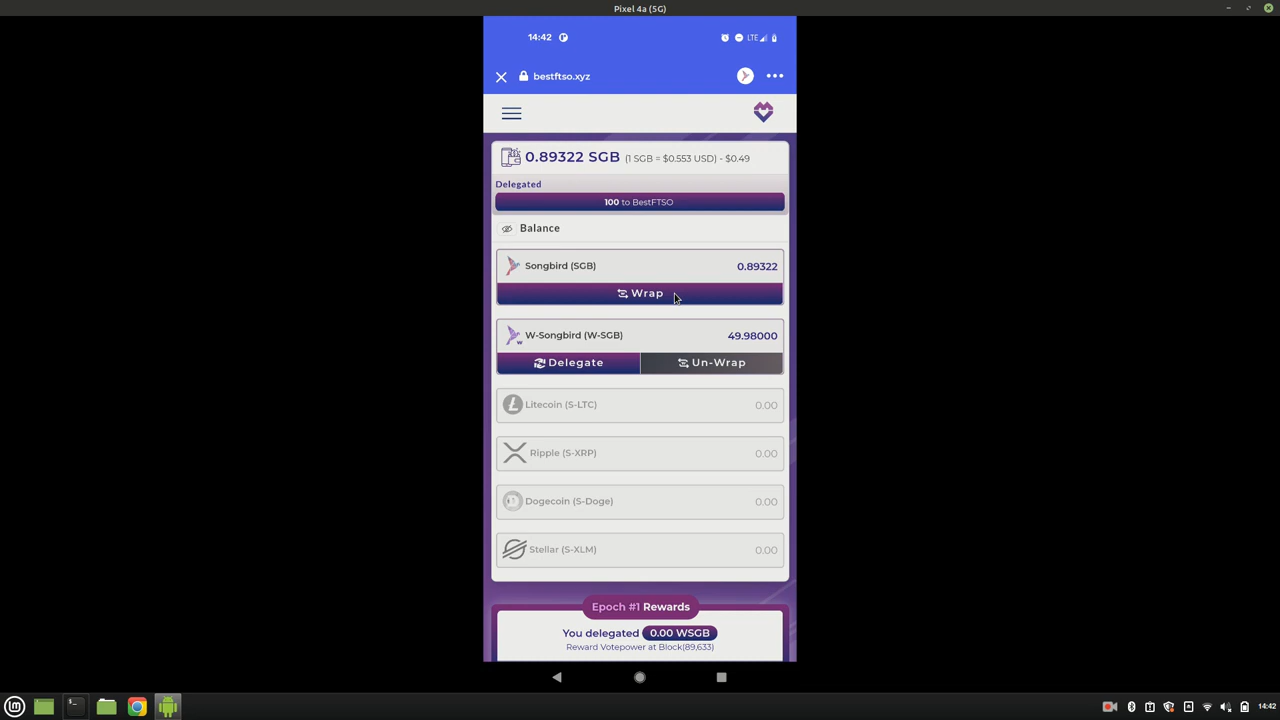 Pixel 4a (5G)
14:42
LTE
bestftso.xyz
0.89322 SGB (1 SGB = $0.553 USD) - $0.49
Delegated
100 to BestFTSO
Balance
Songbird (SGB) 0.89322
Wrap
W-Songbird (W-SGB) 49.98000
Delegate Un-Wrap
Litecoin (S-LTC) 0.00
Ripple (S-XRP) 0.00
Dogecoin (S-Doge) 0.00
Stellar (S-XLM) 0.00
Epoch #1 Rewards
You delegated 0.00 WSGB
Reward Votepower at Block(89,633)
14:42